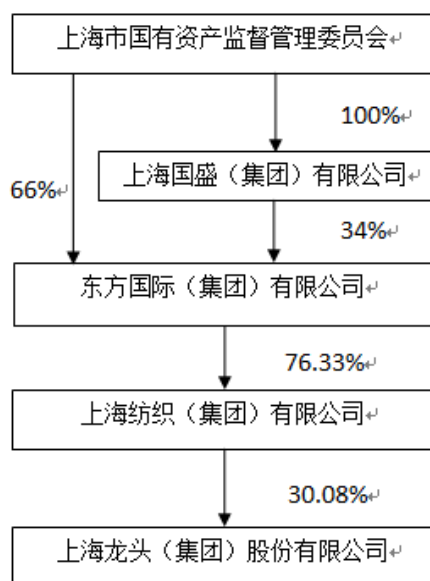 上海市国有资产监督管理委员会
100%
上海国盛（集团）有限公司
66%
34%
东方国际（集团）有限公司
76.33%
上海纺织（集团）有限公司
30.08%
上海龙头（集团）股份有限公司